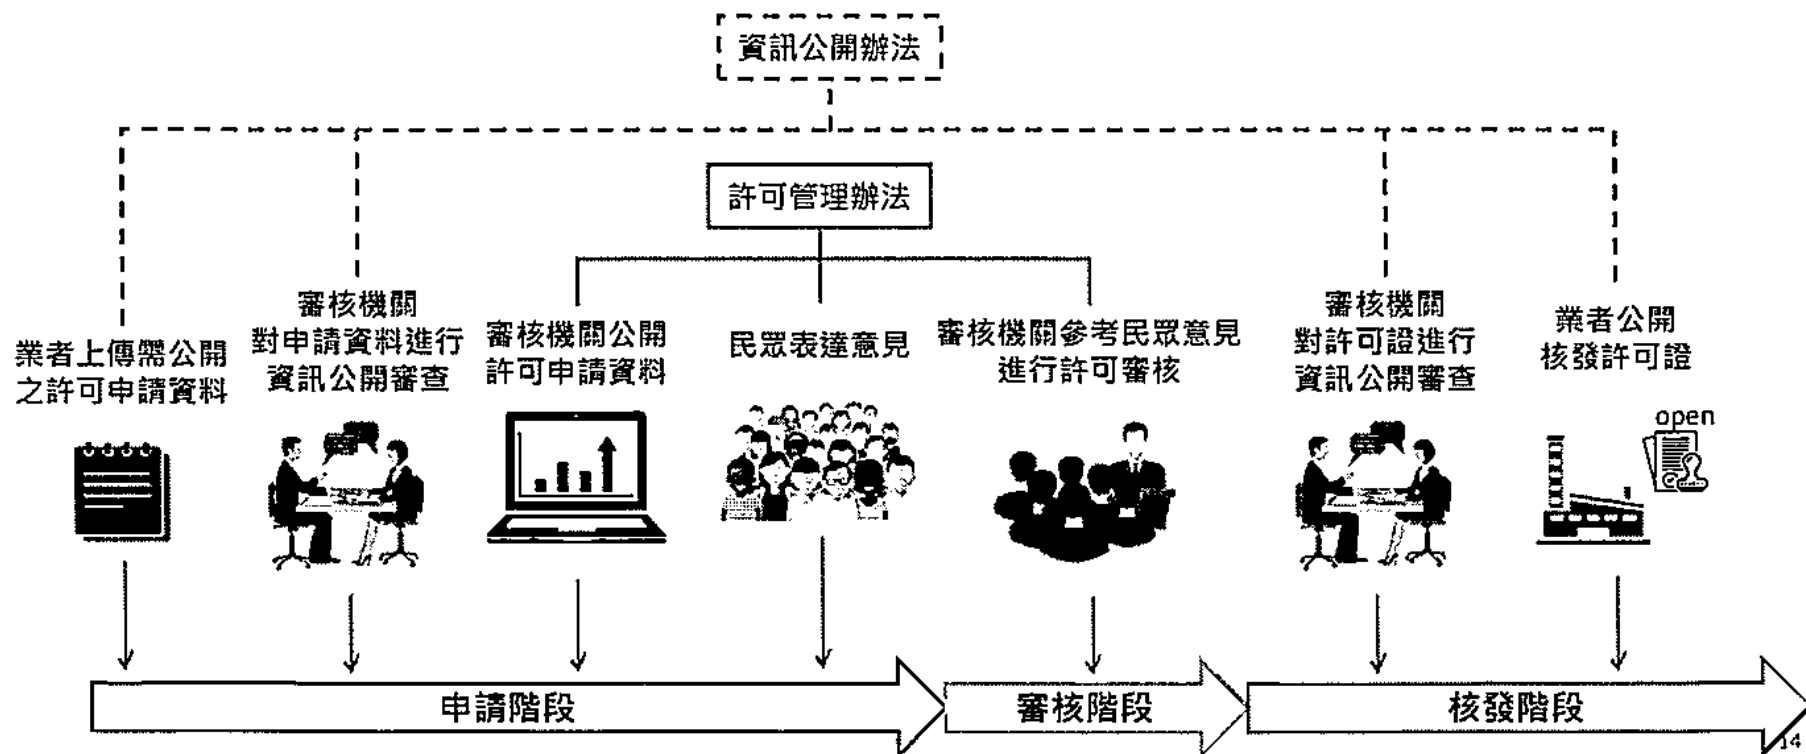 資訊公開辦法
許可管理辦法
業者上傳需公開
之許可申請資料
審核機關
對申請資料進行
資訊公開審查
審核機關公開
許可申請資料
民眾表達意見
審核機關參考民眾意見
進行許可審核
審核機關
對許可證進行
資訊公開審查
業者公開
核發許可證
open
申請階段
審核階段
核發階段
14